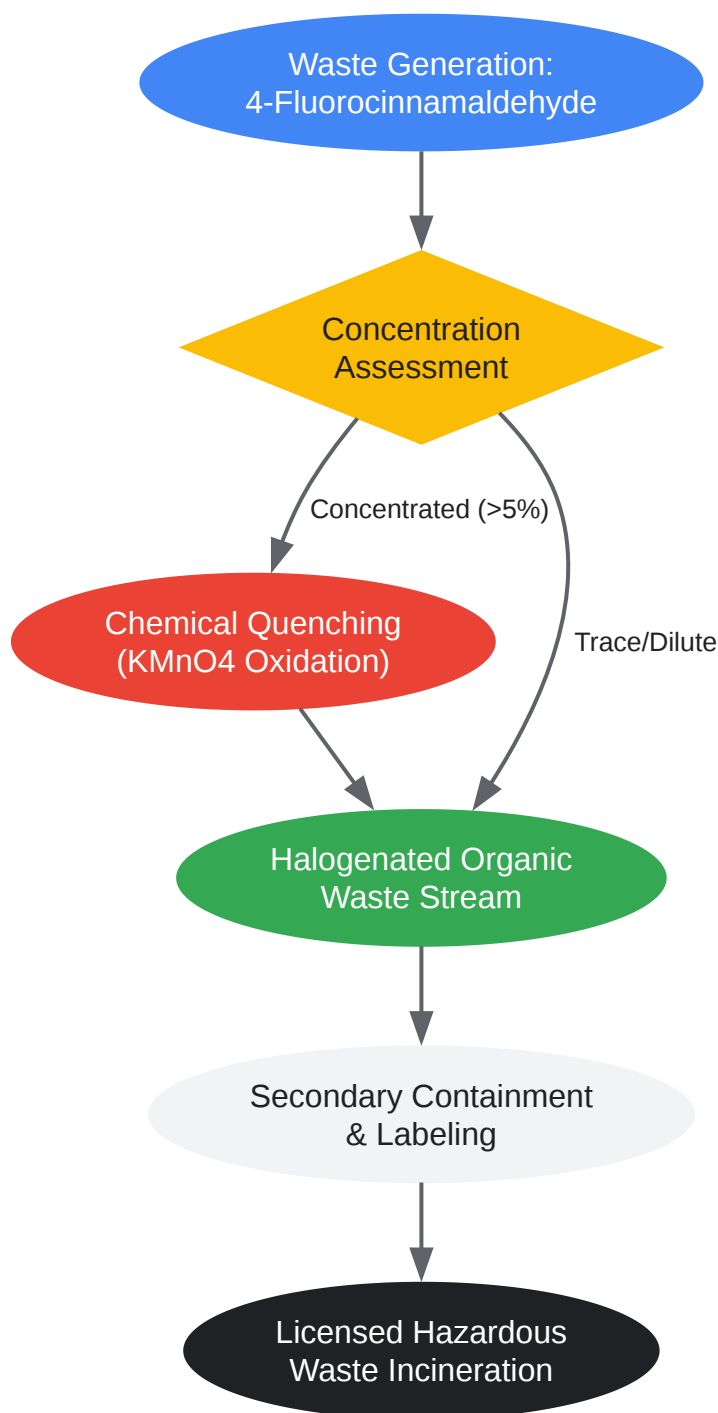 Waste Generation:
4-Fluorocinnamaldehyde
Concentration
Assessment
Concentrated (>5%)
Chemical Quenching
(KMnO4 Oxidation)
Trace/Dilute
Halogenated Organic
Waste Stream
Secondary Containment
& Labeling
Licensed Hazardous
Waste Incineration